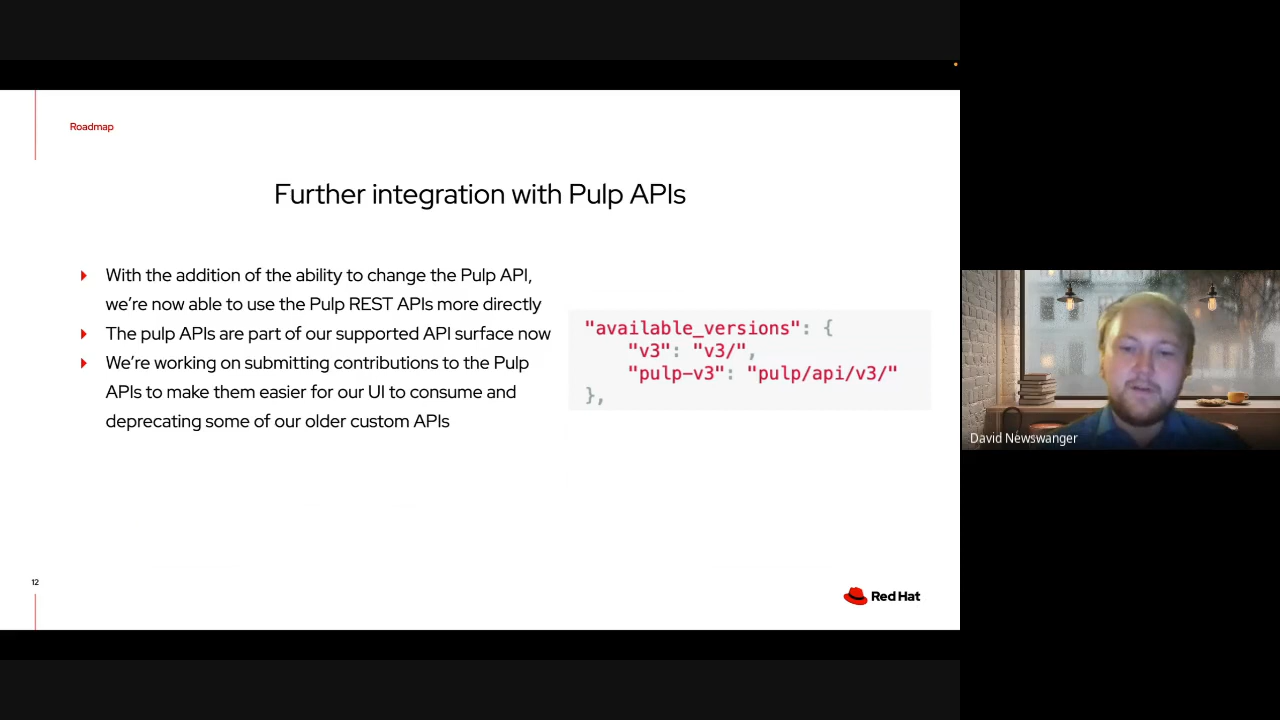 Roadmap
Further integration with Pulp APIs
With the addition of the ability to change the Pulp API,
we're now able to use the Pulp REST APIs more directly
The pulp APIs are part of our supported API surface now
We're working on submitting contributions to the Pulp
APIs to make them easier for our UI to consume and
deprecating some of our older custom APIs
"available_versions": {
"v3": "v3/",
"pulp-v3": "pulp/api/v3/"
},
David Newswanger
12
Red Hat